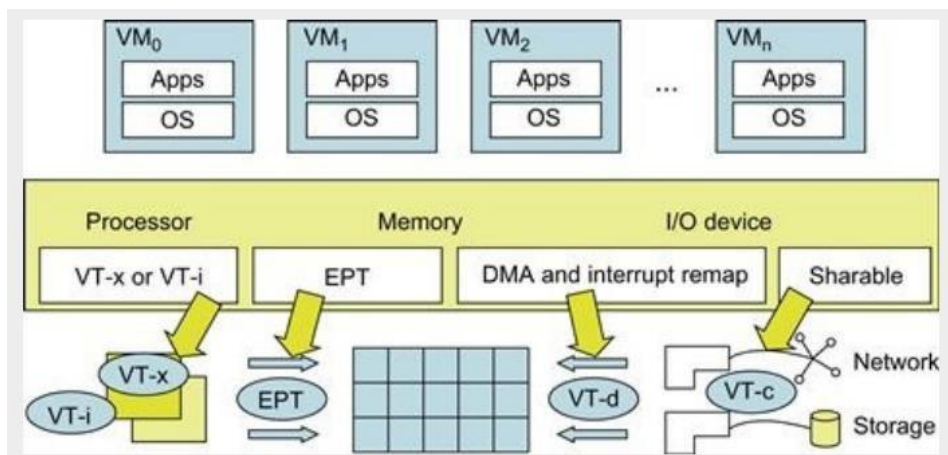 VM0 VM1 VM2 VMn
Apps Apps Apps ... Apps
OS OS OS OS
Processor Memory I/O device
VT-x or VT-i EPT DMA and interrupt remap Sharable
VT-x Network
VT-i EPT VT-d VT-c
Storage